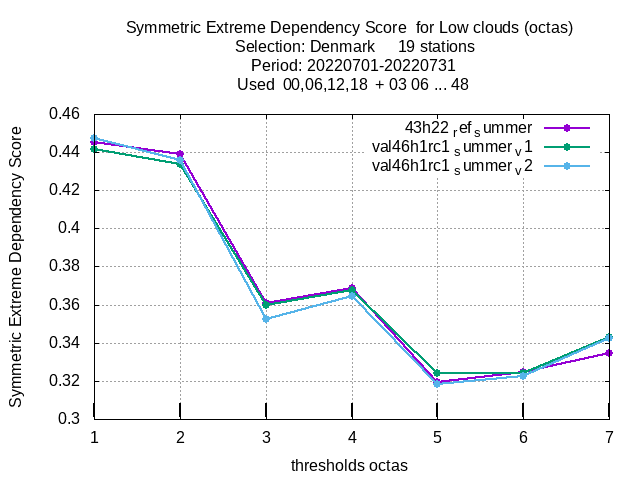 Symmetric Extreme Dependency Score  for Low clouds (octas)
Selection: Denmark     19 stations
Period: 20220701-20220731
Used  00,06,12,18  + 03 06 ... 48
43h22 ref summer
val46h1rc1 summer v1
val46h1rc1 summer v2
Symmetric Extreme Dependency Score
0.46
0.44
0.42
0.4
0.38
0.36
0.34
0.32
0.3
1 2 3 4 5 6 7
thresholds octas